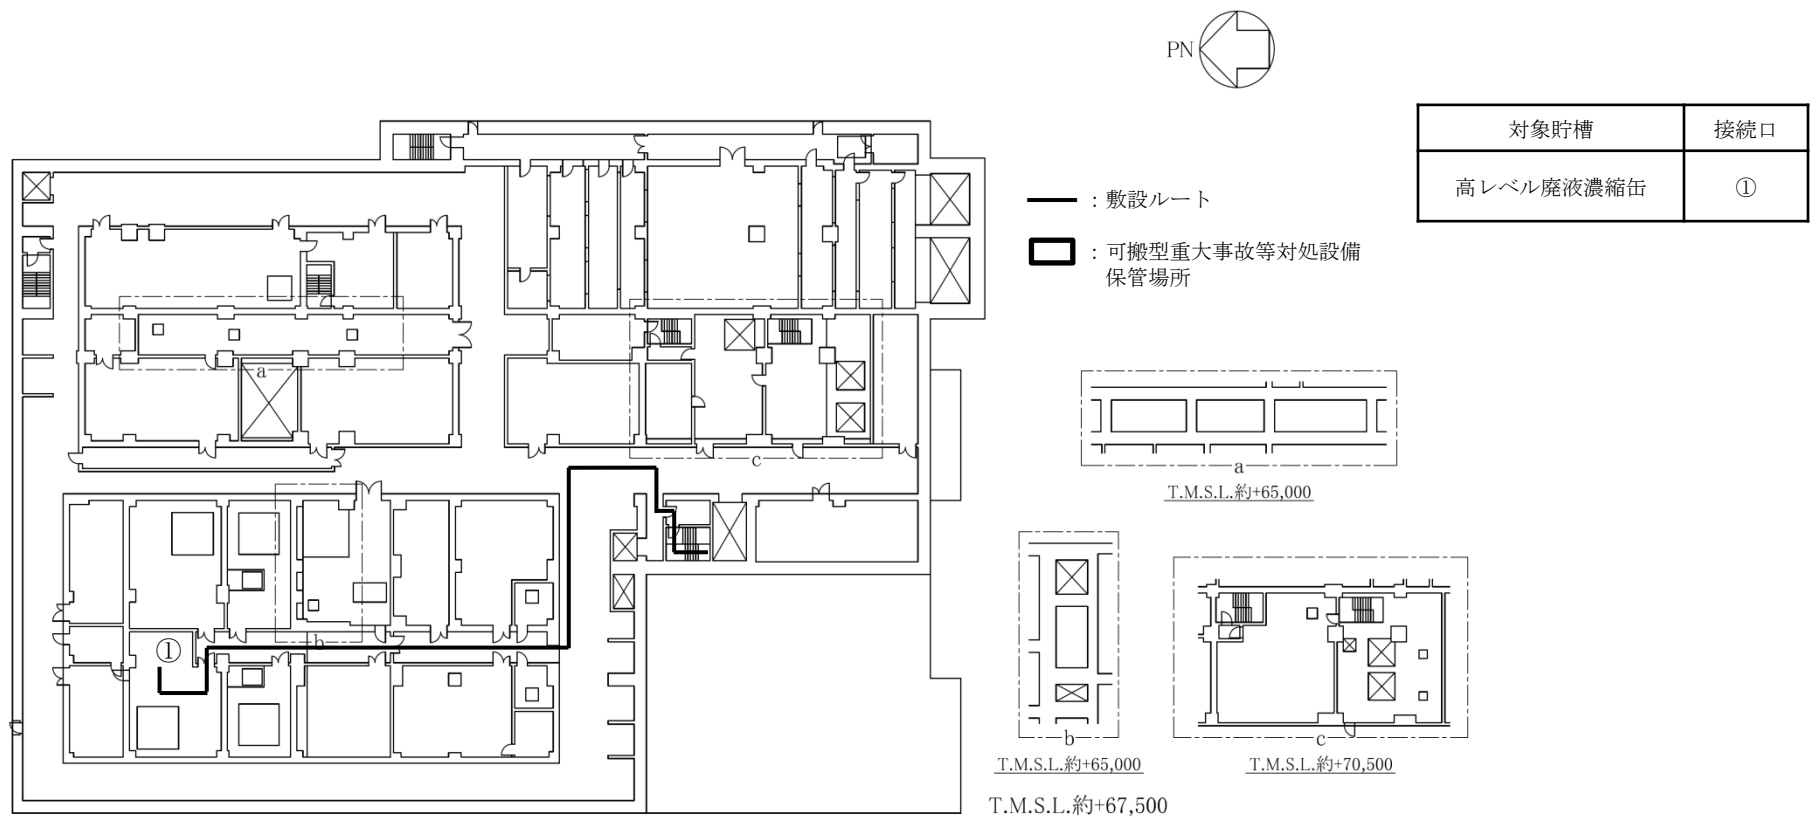 PN
対象貯槽
接続口
高レベル廃液濃縮缶
①
：敷設ルート
：可搬型重大事故等対処設備
保管場所
a
c
b
①
a
T.M.S.L.約+65,000
b
T.M.S.L.約+65,000
c
T.M.S.L.約+70,500
T.M.S.L.約+67,500